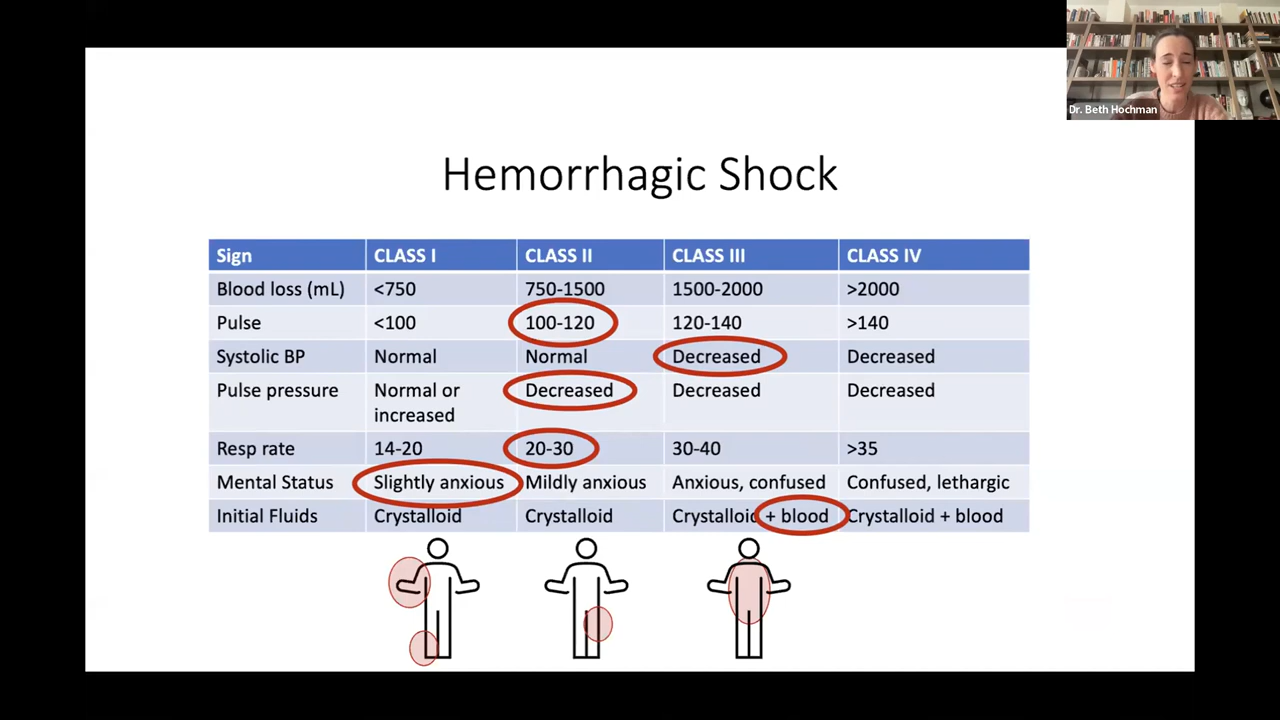 Dr. Beth Hochman
Hemorrhagic Shock
Sign CLASS I CLASS II CLASS III CLASS IV
Blood loss (mL) <750 750-1500 1500-2000 >2000
Pulse <100 100-120 120-140 >140
Systolic BP Normal Normal Decreased Decreased
Pulse pressure Normal or increased Decreased Decreased Decreased
Resp rate 14-20 20-30 30-40 >35
Mental Status Slightly anxious Mildly anxious Anxious, confused Confused, lethargic
Initial Fluids Crystalloid Crystalloid Crystalloid + blood Crystalloid + blood